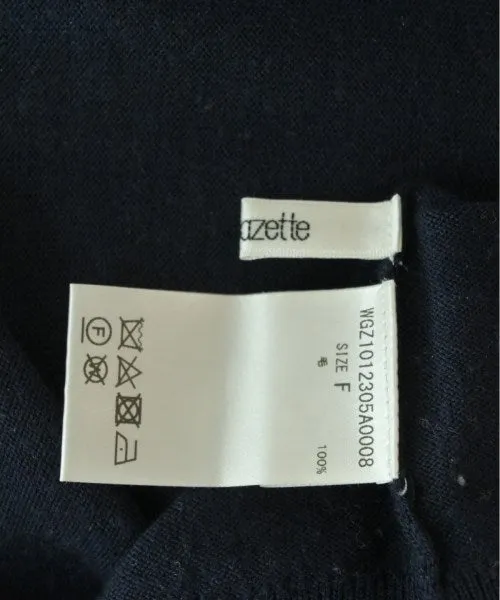 azette
WGZ1012305A0008
SIZE F
毛 100%
F
W